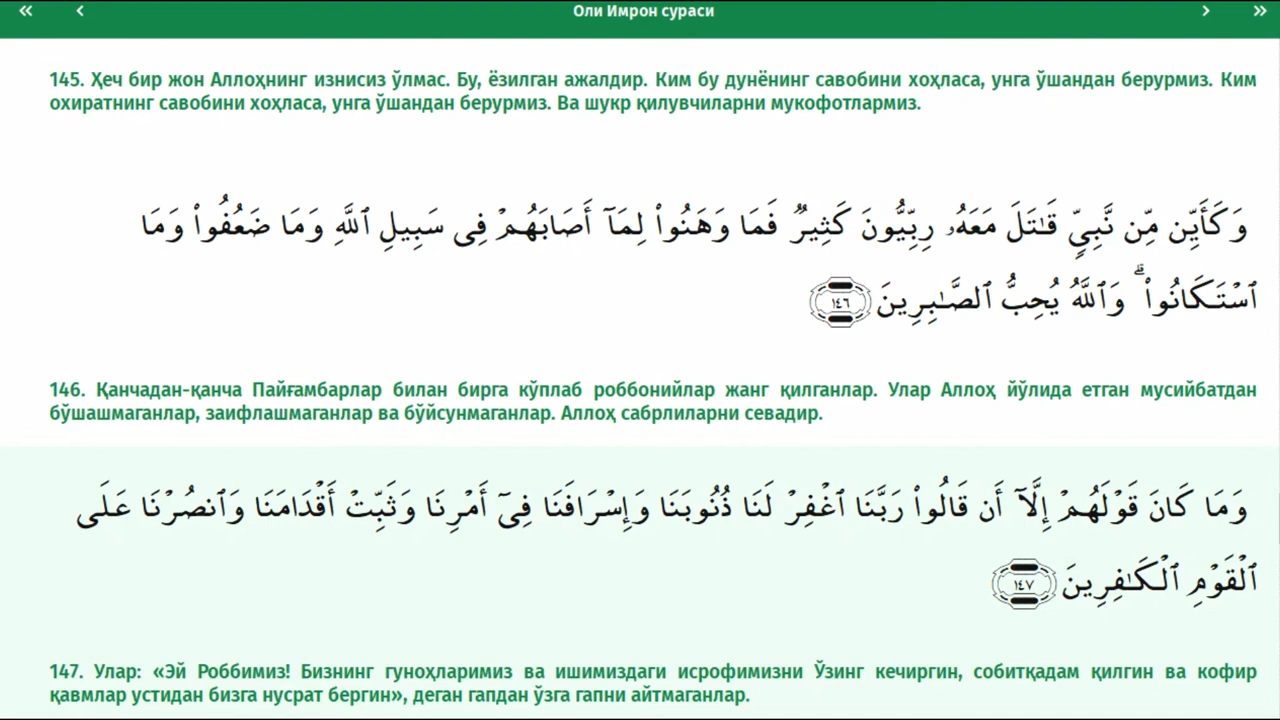 Оли Имрон сураси
145. Ҳеч бир жон Аллоҳнинг изнисиз ўлмас. Бу, ёзилган ажалдир. Ким бу дунёнинг савобини хоҳласа, унга ўшандан берурмиз. Ким
охиратнинг савобини хоҳласа, унга ўшандан берурмиз. Ва шукр қилувчиларни мукофотлармиз.
وَكَأَيِّن مِّن نَّبِيٍّ قَٰتَلَ مَعَهُۥ رِبِّيُّونَ كَثِيرٌ فَمَا وَهَنُوا۟ لِمَآ أَصَابَهُمْ فِى سَبِيلِ ٱللَّهِ وَمَا ضَعُفُوا۟ وَمَا
ٱسْتَكَانُوا۟ ۗ وَٱللَّهُ يُحِبُّ ٱلصَّٰبِرِينَ ١٤٦
146. Қанчадан-қанча Пайғамбарлар билан бирга кўплаб роббонийлар жанг қилганлар. Улар Аллоҳ йўлида етган мусийбатдан
бўшашмаганлар, заифлашмаганлар ва бўйсунмаганлар. Аллоҳ сабрлиларни севадир.
وَمَا كَانَ قَوْلَهُمْ إِلَّآ أَن قَالُوا۟ رَبَّنَا ٱغْفِرْ لَنَا ذُنُوبَنَا وَإِسْرَافَنَا فِىٓ أَمْرِنَا وَثَبِّتْ أَقْدَامَنَا وَٱنصُرْنَا عَلَى
ٱلْقَوْمِ ٱلْكَٰفِرِينَ ١٤٧
147. Улар: «Эй Роббимиз! Бизнинг гуноҳларимиз ва ишимиздаги исрофимизни Ўзинг кечиргин, собитқадам қилгин ва кофир
қавмлар устидан бизга нусрат бергин», деган гапдан ўзга гапни айтмаганлар.